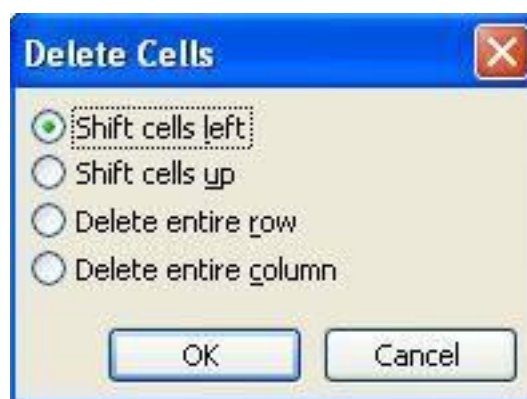 Delete Cells
Shift cells left
Shift cells up
Delete entire row
Delete entire column
OK Cancel